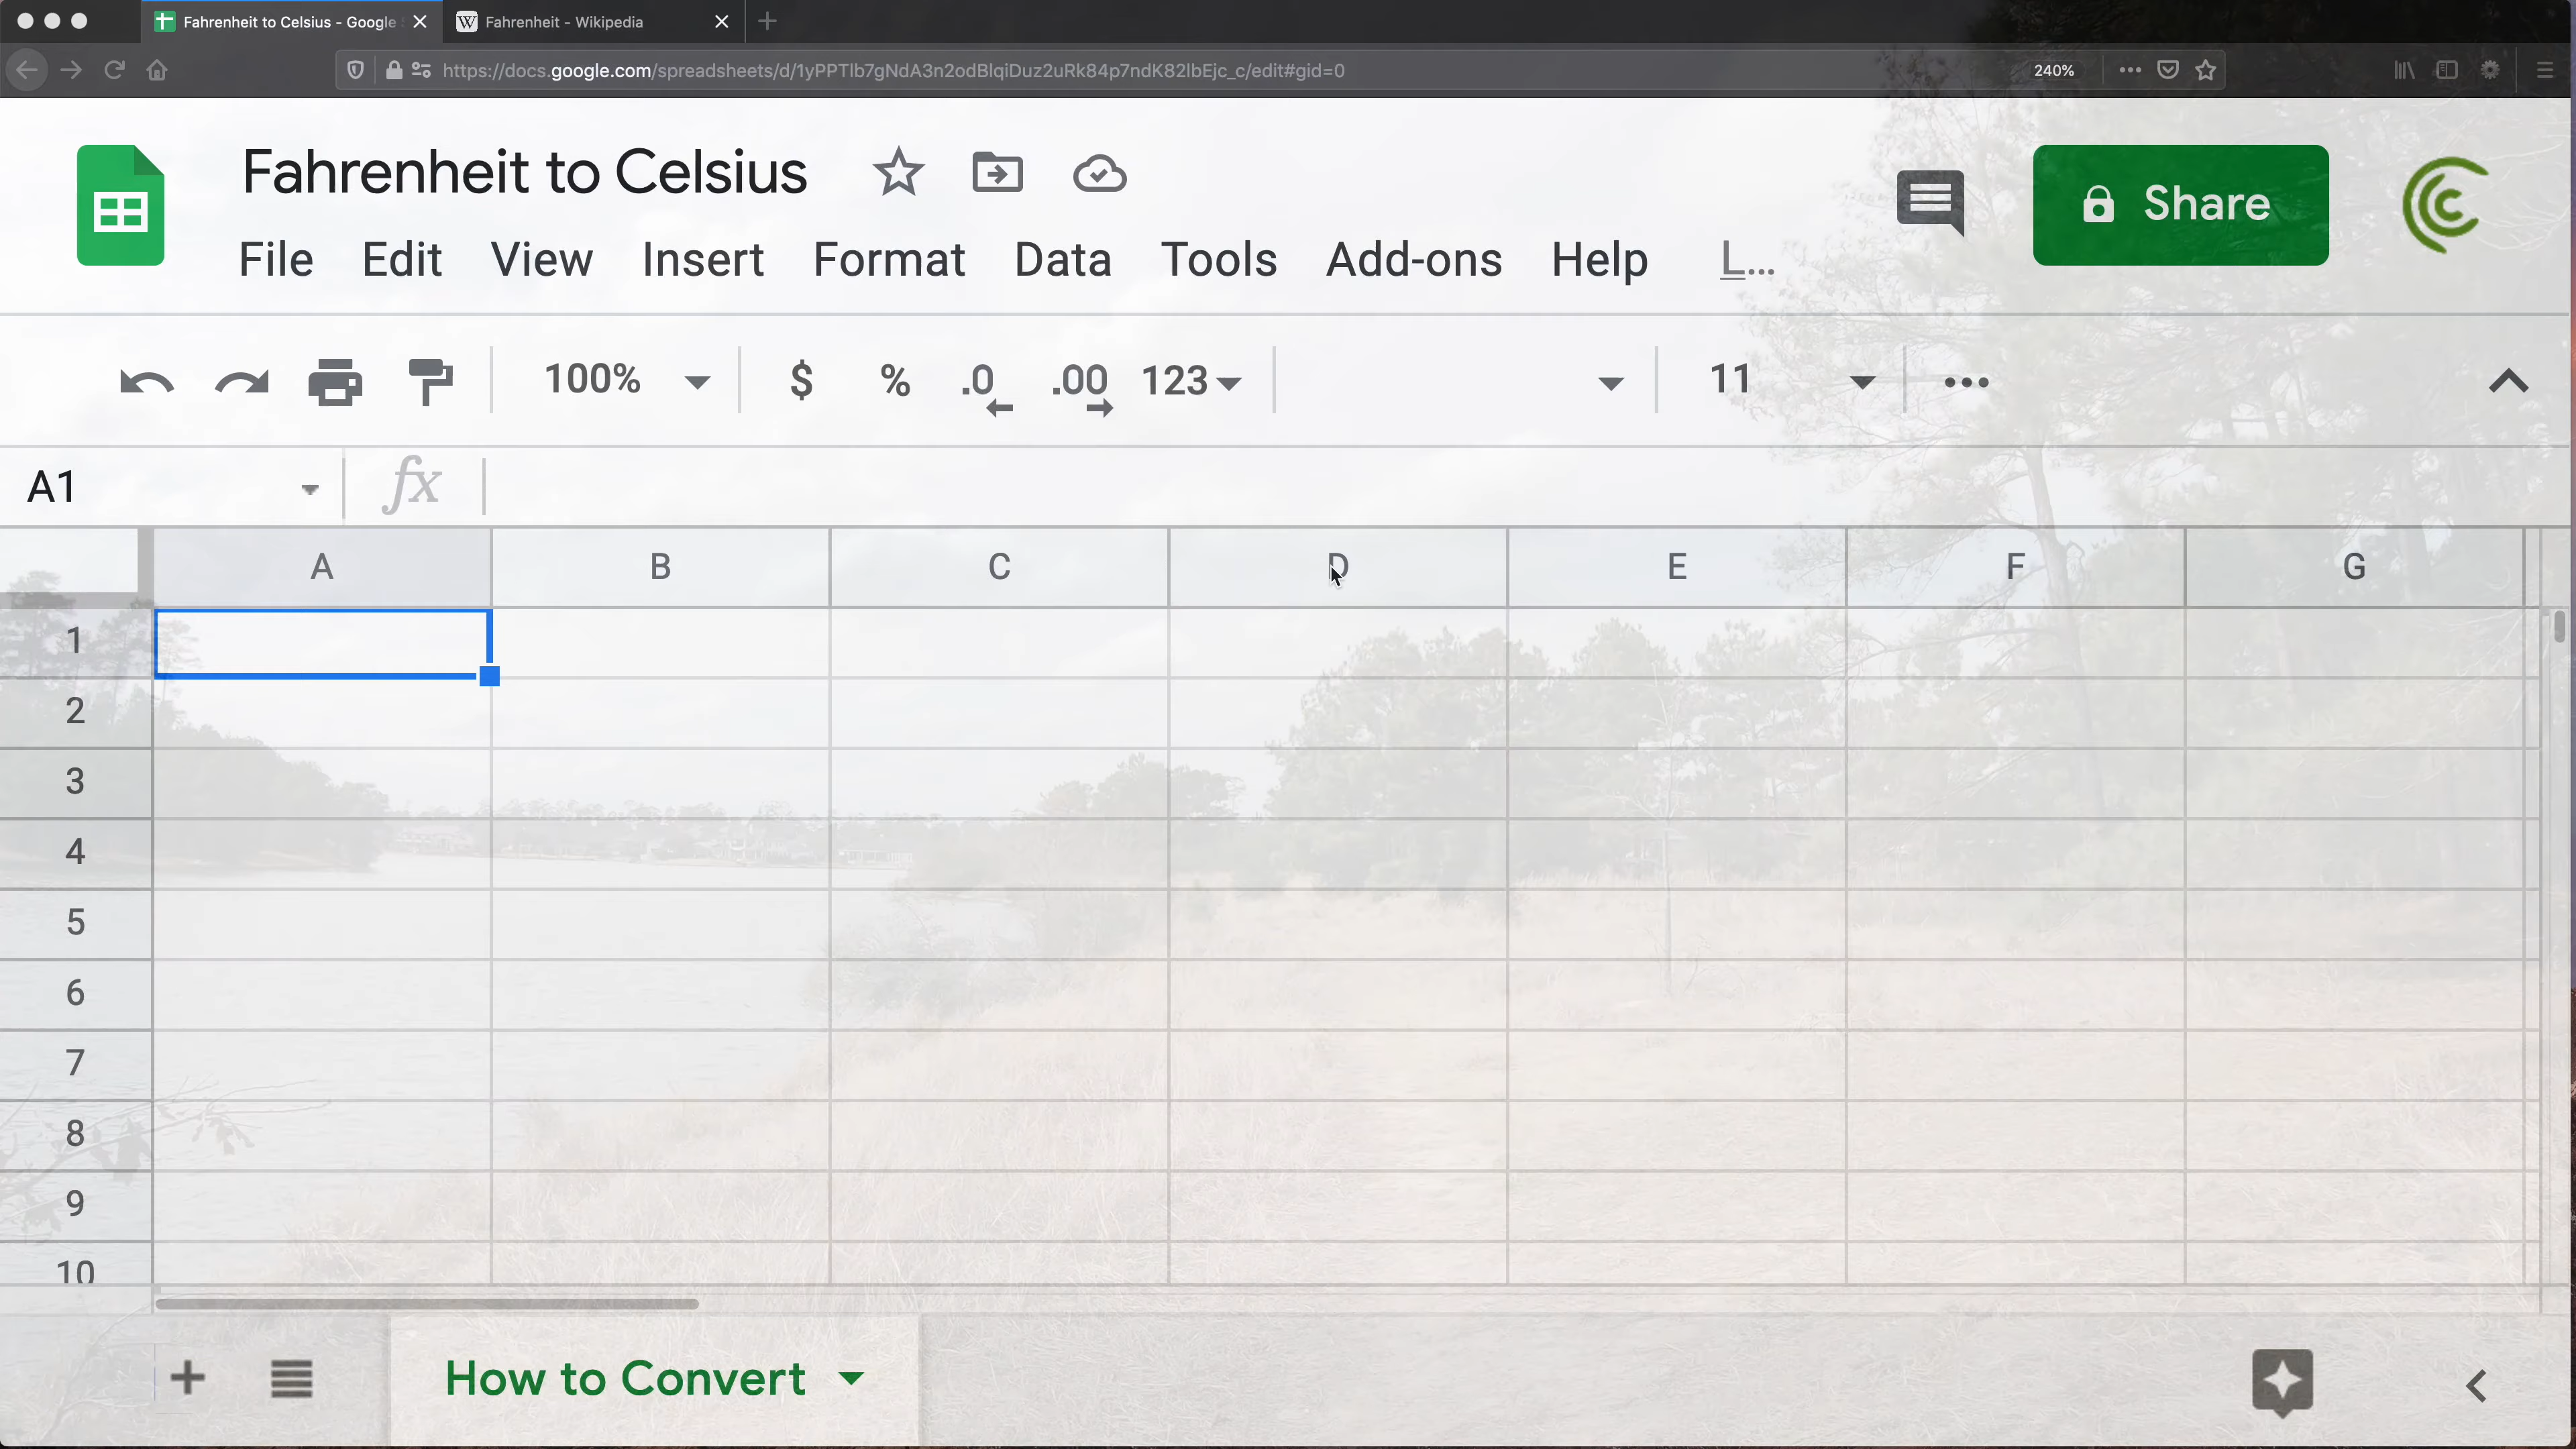 Fahrenheit to Celsius - Google
Fahrenheit - Wikipedia
https://docs.google.com/spreadsheets/d/1yPPTlb7gNdA3n2odBlqiDuz2uRk84p7ndK82lbEjc_c/edit#gid=0
240%
Fahrenheit to Celsius
Share
File Edit View Insert Format Data Tools Add-ons Help L...
100% $ % .0 .00 123 11
A1 fx
A B C D E F G
1
2
3
4
5
6
7
8
9
10
How to Convert